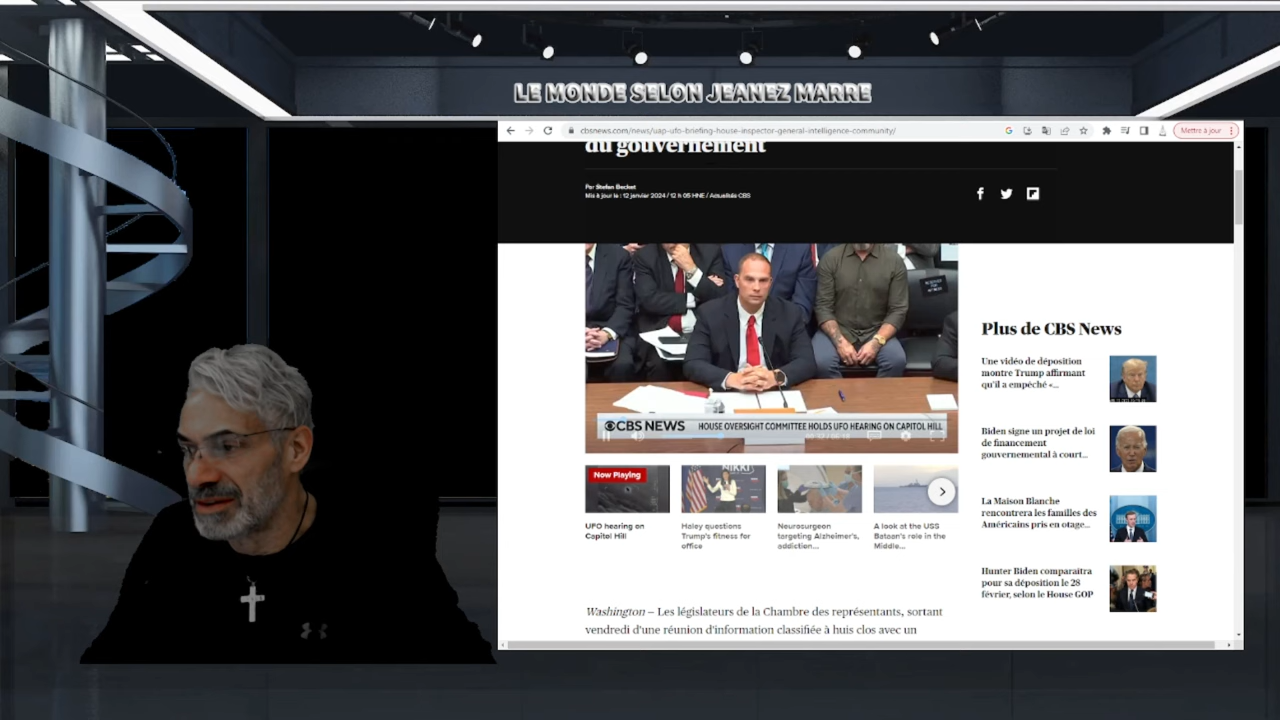 LE MONDE SELON JEANEZ MARRE
cbsnews.com/news/uap-ufo-briefing-house-inspector-general-intelligence-community/
Mettre à jour
du gouvernement
Par Stefan Becket
Mis à jour le : 12 janvier 2024 / 12 h 05 HNE / Actualités CBS
CBS NEWS
HOUSE OVERSIGHT COMMITTEE HOLDS UFO HEARING ON CAPITOL HILL
Now Playing
NIKKI
UFO hearing on
Capitol Hill
Haley questions
Trump's fitness for
office
Neurosurgeon
targeting Alzheimer's,
addiction...
A look at the USS
Bataan's role in the
Middle...
Washington – Les législateurs de la Chambre des représentants, sortant
vendredi d'une réunion d'information classifiée à huis clos avec un
Plus de CBS News
Une vidéo de déposition
montre Trump affirmant
qu'il a empêché «...
Biden signe un projet de loi
de financement
gouvernemental à court...
La Maison Blanche
rencontrera les familles des
Américains pris en otage...
Hunter Biden comparaîtra
pour sa déposition le 28
février, selon le House GOP